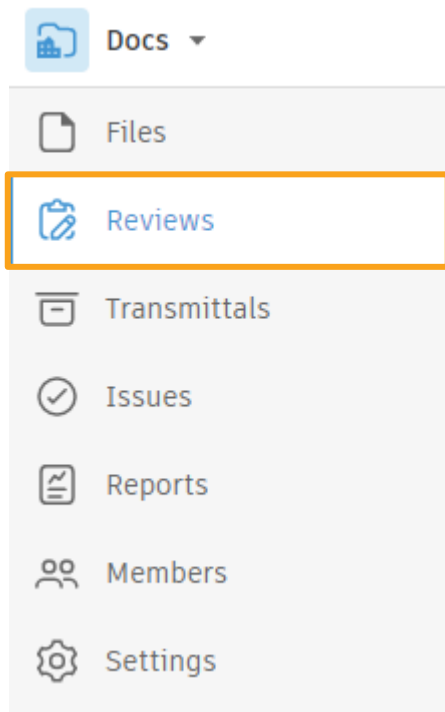 Docs
Files
Reviews
Transmittals
Issues
Reports
Members
Settings